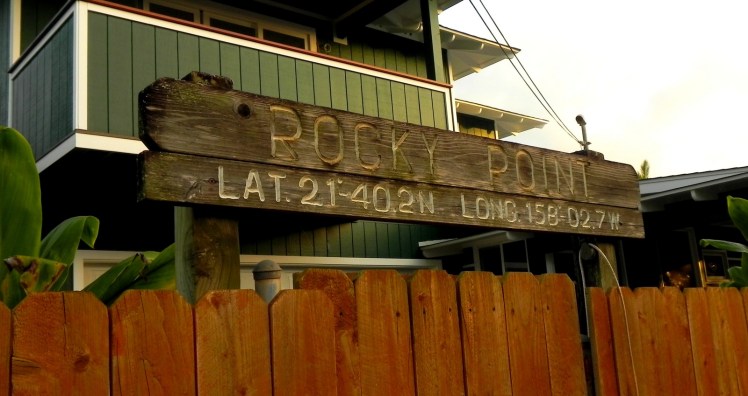 ROCKY POINT
LAT. 21°-40.2N LONG. 158-02.7W